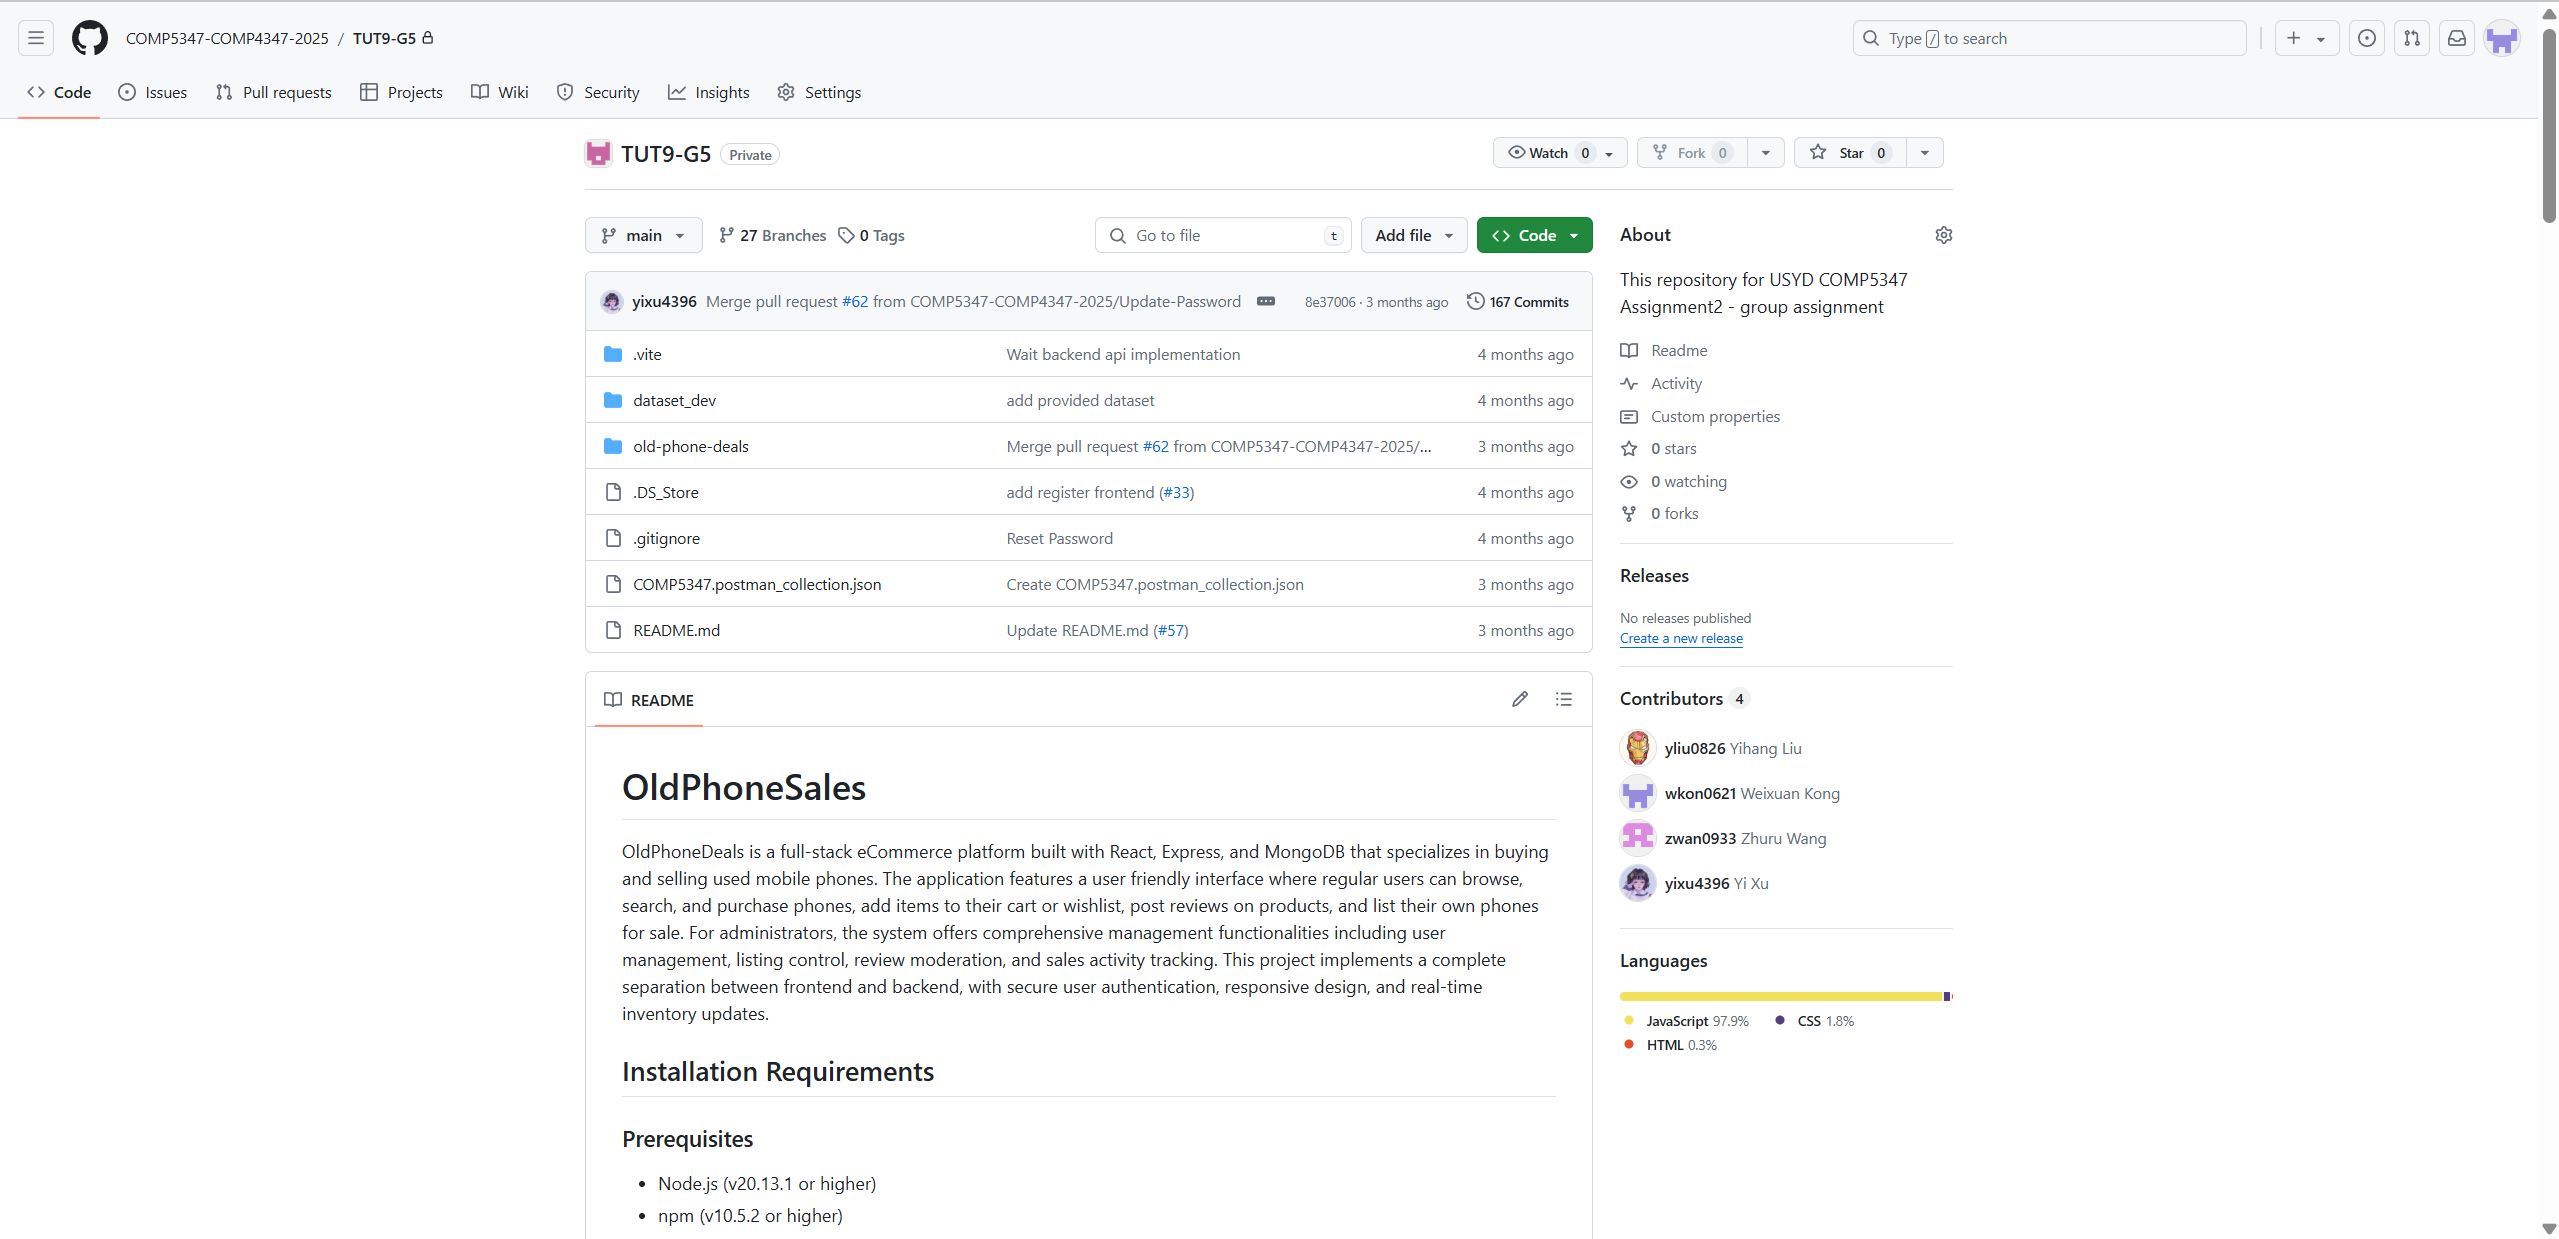 COMP5347-COMP4347-2025 / TUT9-G5
Type / to search
Code
Issues
Pull requests
Projects
Wiki
Security
Insights
Settings
TUT9-G5 Private
Watch 0
Fork 0
Star 0
main
27 Branches
0 Tags
Go to file t
Add file
Code
yixu4396 Merge pull request #62 from COMP5347-COMP4347-2025/Update-Password
8e37006 · 3 months ago
167 Commits
.vite Wait backend api implementation 4 months ago
dataset_dev add provided dataset 4 months ago
old-phone-deals Merge pull request #62 from COMP5347-COMP4347-2025/... 3 months ago
.DS_Store add register frontend (#33) 4 months ago
.gitignore Reset Password 4 months ago
COMP5347.postman_collection.json Create COMP5347.postman_collection.json 3 months ago
README.md Update README.md (#57) 3 months ago
README
OldPhoneSales
OldPhoneDeals is a full-stack eCommerce platform built with React, Express, and MongoDB that specializes in buying
and selling used mobile phones. The application features a user friendly interface where regular users can browse,
search, and purchase phones, add items to their cart or wishlist, post reviews on products, and list their own phones
for sale. For administrators, the system offers comprehensive management functionalities including user
management, listing control, review moderation, and sales activity tracking. This project implements a complete
separation between frontend and backend, with secure user authentication, responsive design, and real-time
inventory updates.
Installation Requirements
Prerequisites
• Node.js (v20.13.1 or higher)
• npm (v10.5.2 or higher)
About
This repository for USYD COMP5347
Assignment2 - group assignment
Readme
Activity
Custom properties
0 stars
0 watching
0 forks
Releases
No releases published
Create a new release
Contributors 4
yliu0826 Yihang Liu
wkon0621 Weixuan Kong
zwan0933 Zhuru Wang
yixu4396 Yi Xu
Languages
JavaScript 97.9%
CSS 1.8%
HTML 0.3%